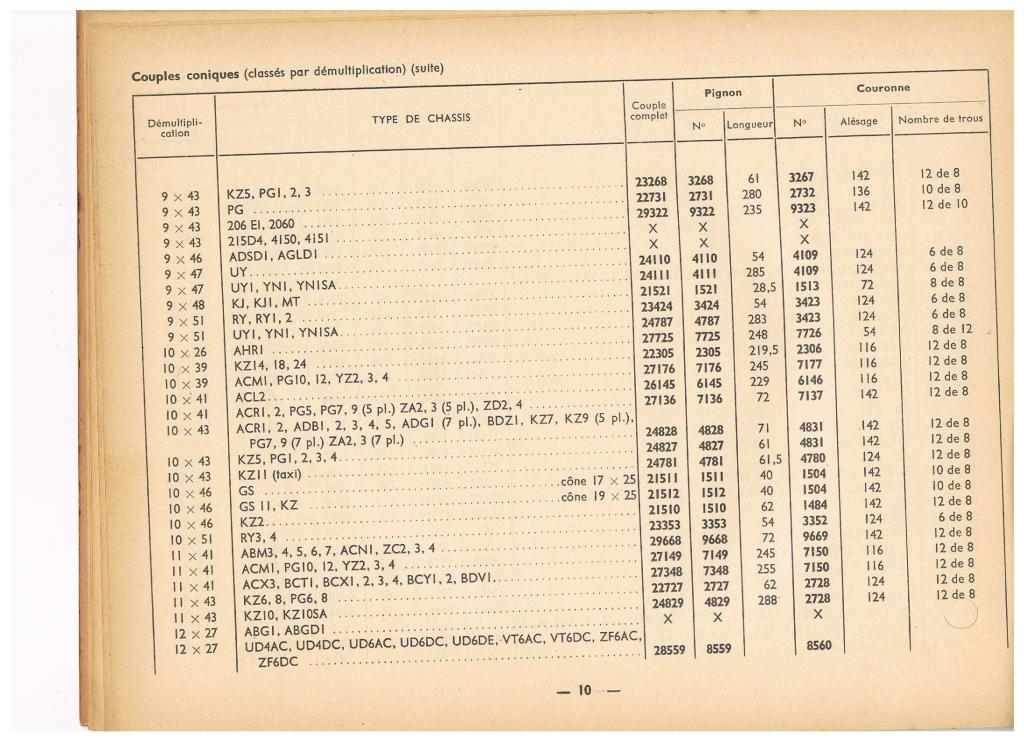 Couples coniques (classés par démultiplication) (suite)
Démultipli-cation TYPE DE CHASSIS Couple complet Pignon Couronne
N° Longueur N° Alésage Nombre de trous
9 × 43 KZ5, PG1, 2, 3 23268 3268 61 3267 142 12 de 8
9 × 43 PG 22731 2731 280 2732 136 10 de 8
9 × 43 206 E1, 2060 29322 9322 235 9323 142 12 de 10
9 × 43 215D4, 4150, 4151 X X X
9 × 46 ADSD1, AGLD1 X X X
9 × 47 UY 24110 4110 54 4109 124 6 de 8
9 × 47 UY1, YN1, YN1SA 24111 4111 285 4109 124 6 de 8
9 × 48 KJ, KJ1, MT 21521 1521 28,5 1513 72 8 de 8
9 × 51 RY, RY1, 2 23424 3424 54 3423 124 6 de 8
9 × 51 UY1, YN1, YN1SA 24787 4787 283 3423 124 6 de 8
10 × 26 AHR1 27725 7725 248 7726 54 8 de 12
10 × 39 KZ14, 18, 24 22305 2305 219,5 2306 116 12 de 8
10 × 39 ACM1, PG10, 12, YZ2, 3, 4 27176 7176 245 7177 116 12 de 8
10 × 41 ACL2 26145 6145 229 6146 116 12 de 8
10 × 41 ACR1, 2, PG5, PG7, 9 (5 pl.) ZA2, 3 (5 pl.), ZD2, 4 27136 7136 72 7137 142 12 de 8
10 × 43 ACR1, 2, ADB1, 2, 3, 4, 5, ADG1 (7 pl.), BDZ1, KZ7, KZ9 (5 pl.),
PG7, 9 (7 pl.) ZA2, 3 (7 pl.) 24828 4828 71 4831 142 12 de 8
10 × 43 KZ5, PG1, 2, 3, 4 24827 4827 61 4831 142 12 de 8
10 × 43 KZ11 (taxi) 24781 4781 61,5 4780 124 12 de 8
10 × 46 GS cône 17 × 25 21511 1511 40 1504 142 10 de 8
10 × 46 GS II, KZ cône 19 × 25 21512 1512 40 1504 142 10 de 8
10 × 46 KZ2 21510 1510 62 1484 142 12 de 8
10 × 51 RY3, 4 23353 3353 54 3352 124 6 de 8
11 × 41 ABM3, 4, 5, 6, 7, ACN1, ZC2, 3, 4 29668 9668 72 9669 142 12 de 8
11 × 41 ACM1, PG10, 12, YZ2, 3, 4 27149 7149 245 7150 116 12 de 8
11 × 41 ACX3, BCT1, BCX1, 2, 3, 4, BCY1, 2, BDV1 27348 7348 255 7150 116 12 de 8
11 × 43 KZ6, 8, PG6, 8 22727 2727 62 2728 124 12 de 8
11 × 43 KZ10, KZ10SA 24829 4829 288 2728 124 12 de 8
12 × 27 ABG1, ABGD1 X X X
12 × 27 UD4AC, UD4DC, UD6AC, UD6DC, UD6DE, VT6AC, VT6DC, ZF6AC,
ZF6DC 28559 8559 8560
— 10 —